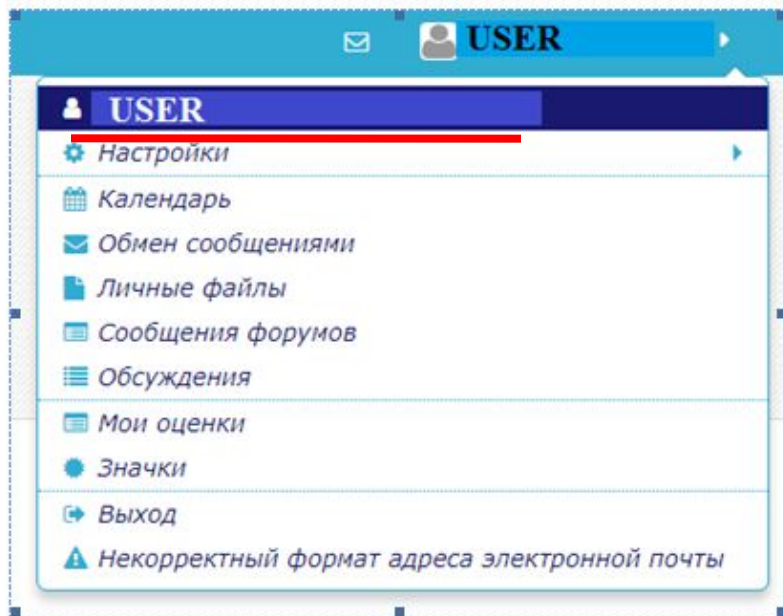 USER
USER
Настройки
Календарь
Обмен сообщениями
Личные файлы
Сообщения форумов
Обсуждения
Мои оценки
Значки
Выход
Некорректный формат адреса электронной почты